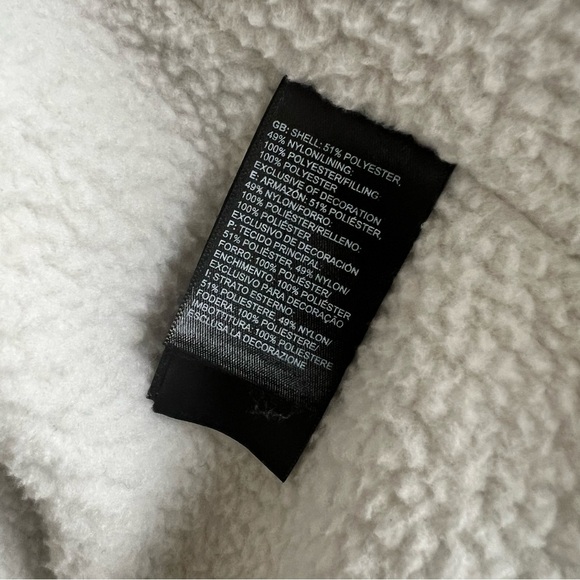 GB: SHELL: 51% POLYESTER,
49% NYLON/LINING:
100% POLYESTER/FILLING:
100% POLYESTER
EXCLUSIVE OF DECORATION
E: ARMAZÓN: 51% POLIÉSTER,
49% NYLON/FORRO:
100% POLIÉSTER/RELLENO:
100% POLIÉSTER
EXCLUSIVO DE DECORACIÓN
P: TECIDO PRINCIPAL:
51% POLIÉSTER, 49% NYLON/
FORRO: 100% POLIÉSTER/
ENCHIMENTO: 100% POLIÉSTER
EXCLUSIVO PARA DECORAÇÃO
I: STRATO ESTERNO:
51% POLIESTERE, 49% NYLON/
FODERA: 100% POLIESTERE/
IMBOTTITURA: 100% POLIESTERE
ESCLUSA LA DECORAZIONE